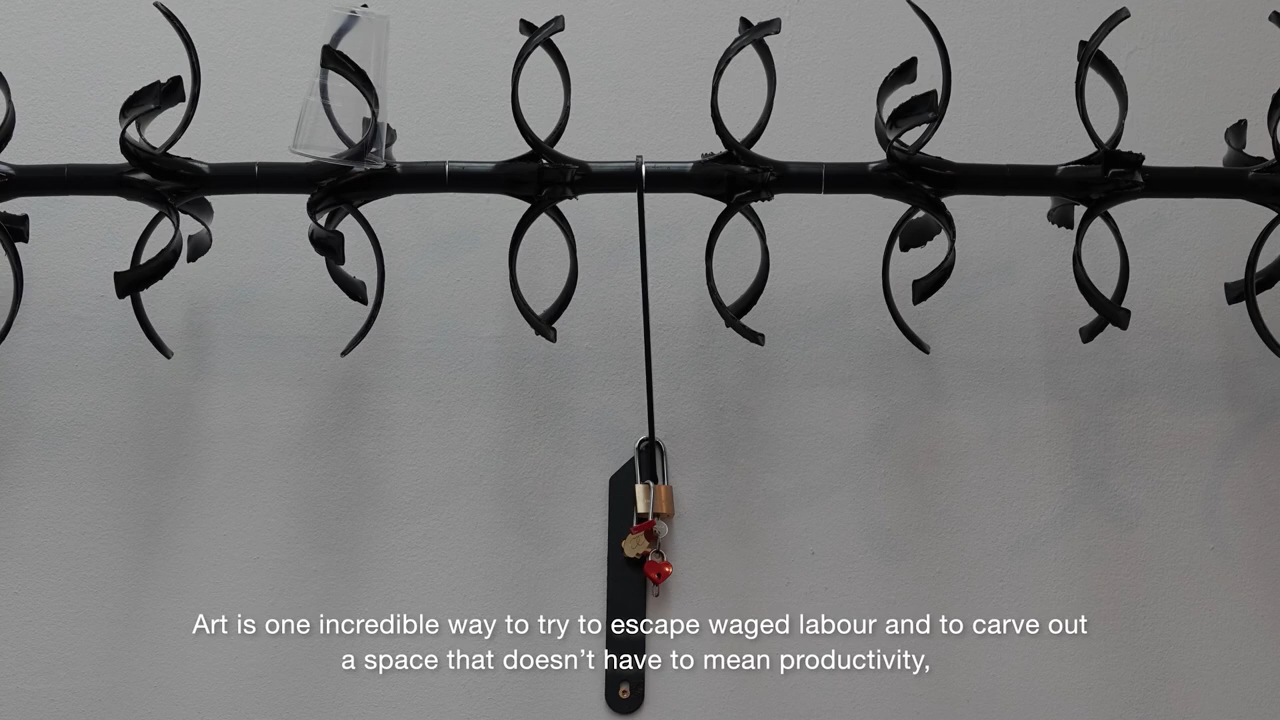 Art is one incredible way to try to escape waged labour and to carve out
a space that doesn’t have to mean productivity,